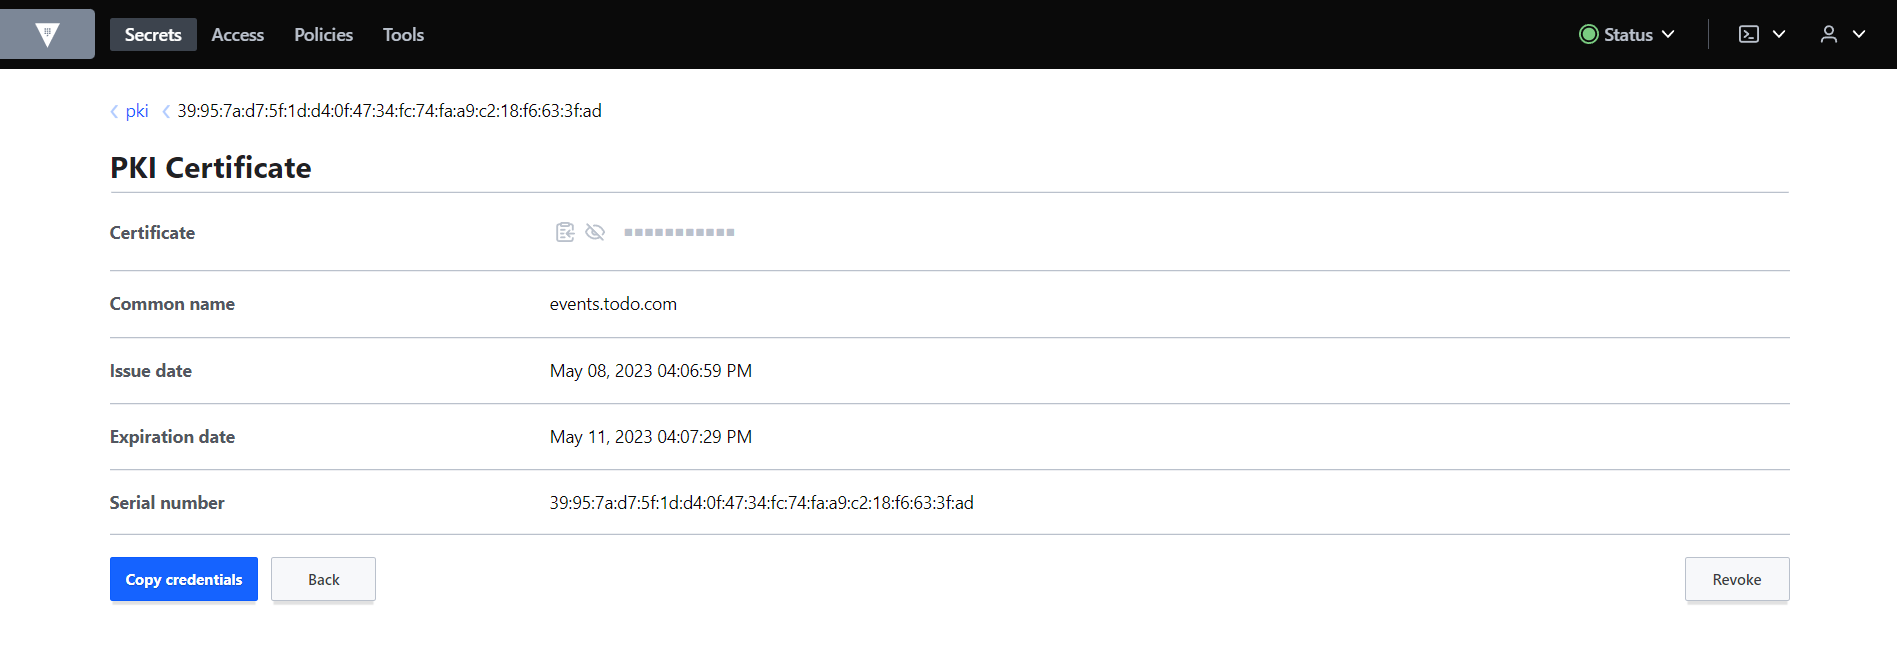 Secrets Access Policies Tools Status
pki 39:95:7a:d7:5f:1d:d4:0f:47:34:fc:74:fa:a9:c2:18:f6:63:3f:ad
PKI Certificate
Certificate
Common name events.todo.com
Issue date May 08, 2023 04:06:59 PM
Expiration date May 11, 2023 04:07:29 PM
Serial number 39:95:7a:d7:5f:1d:d4:0f:47:34:fc:74:fa:a9:c2:18:f6:63:3f:ad
Copy credentials Back Revoke